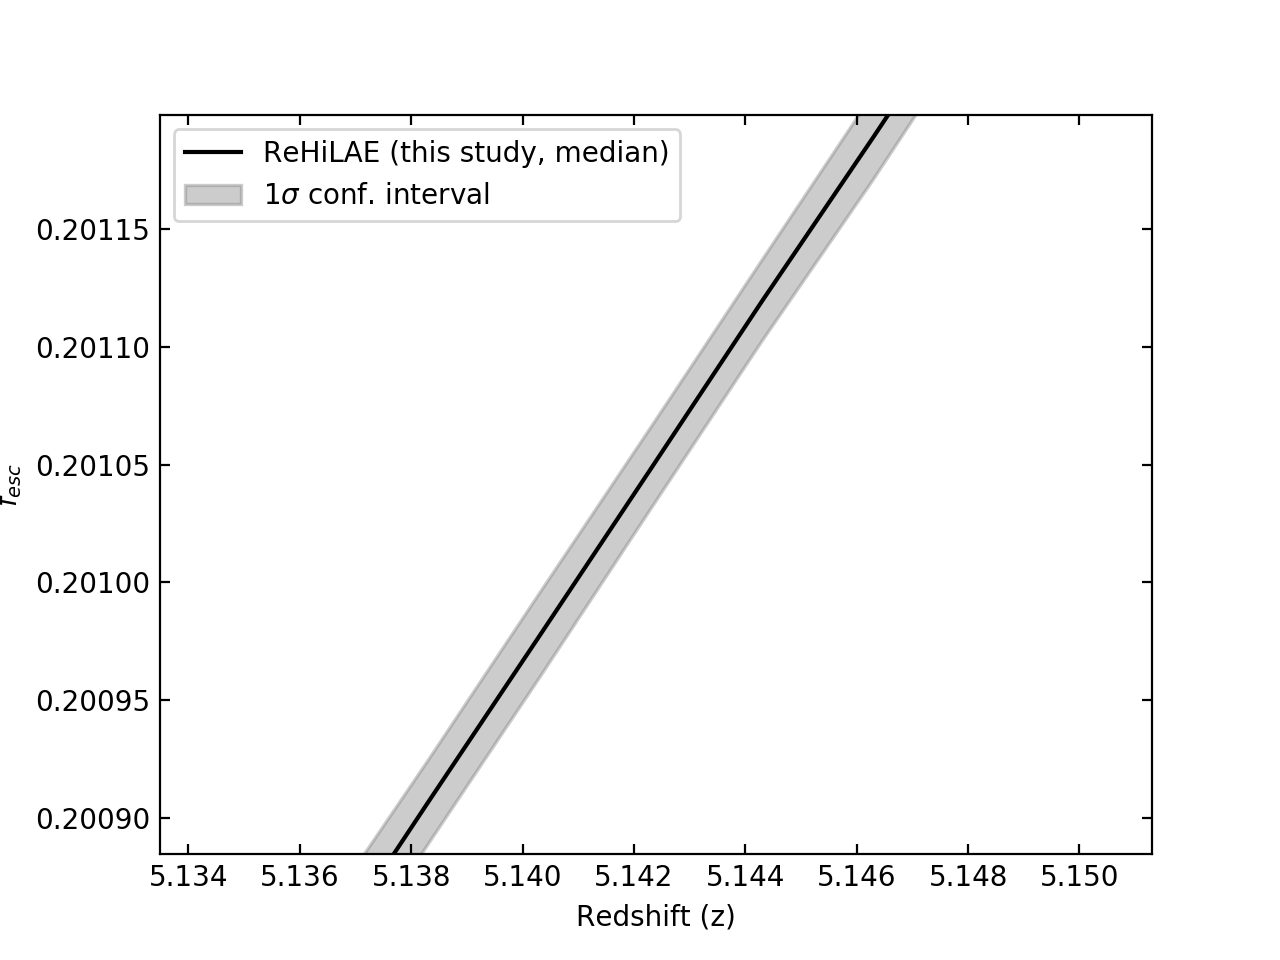 ReHiLAE (this study, median)
1σ conf. interval
0.20115
0.20110
0.20105
0.20100
0.20095
0.20090
fesc
5.134 5.136 5.138 5.140 5.142 5.144 5.146 5.148 5.150
Redshift (z)